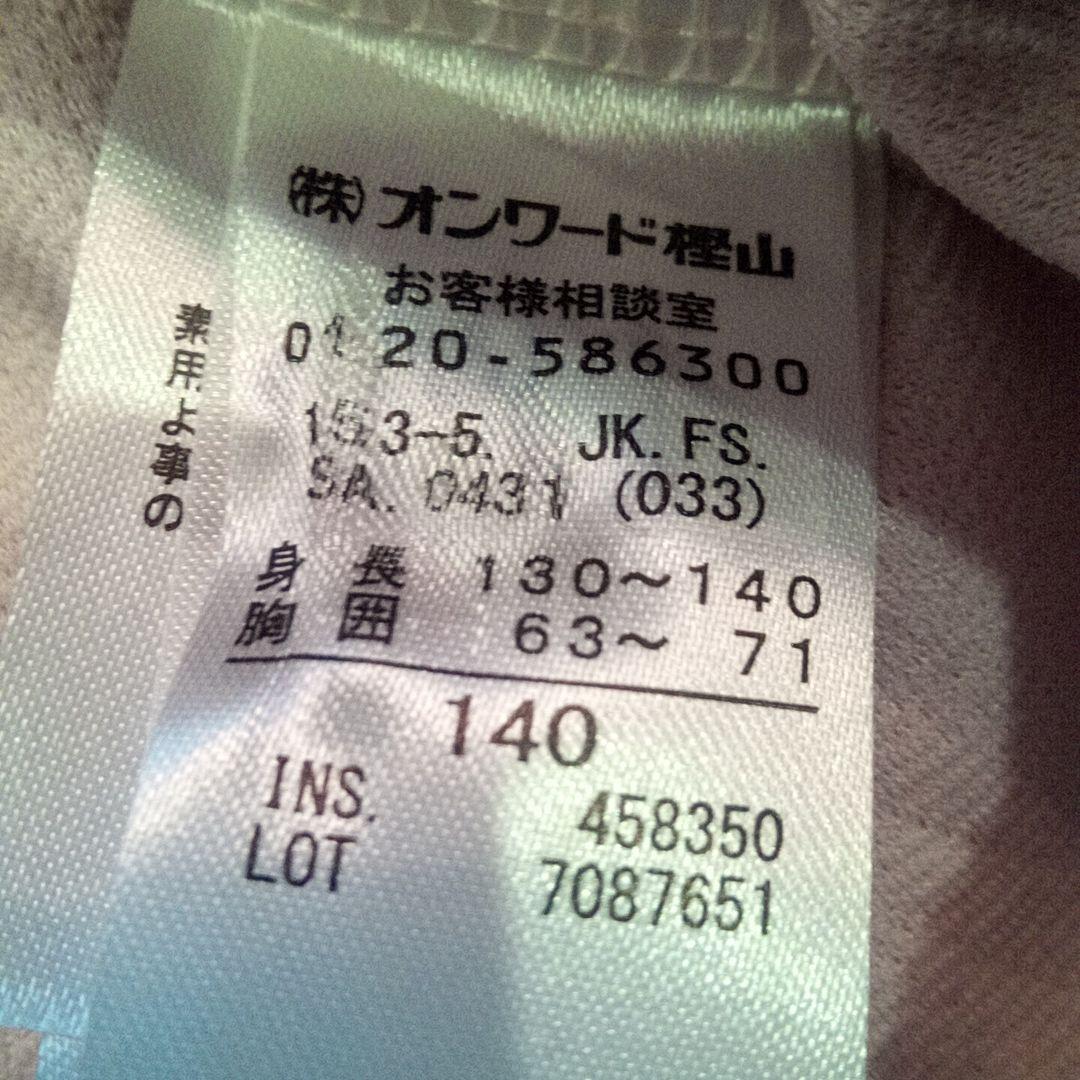 ㈱オンワード樫山
お客様相談室
0120-586300
153-5. JK. FS.
SA. 0431 (033)
身長 130～140
胸囲 63～ 71
140
INS. 458350
LOT 7087651